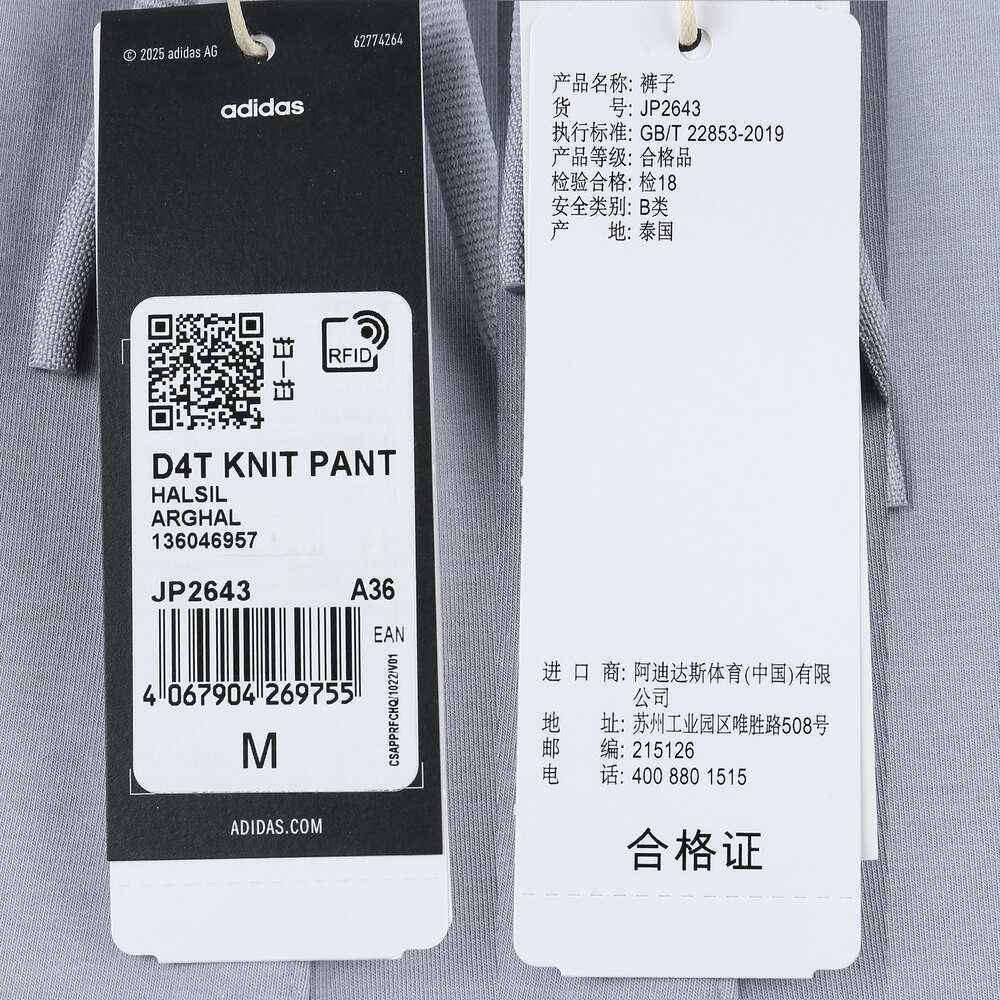 © 2025 adidas AG
62774264
adidas
扫一扫
RFID
D4T KNIT PANT
HALSIL
ARGHAL
136046957
JP2643 A36
EAN
CSAPPRFCHQ/1022/V01
4 067904 269755
M
ADIDAS.COM
产品名称: 裤子
货 号: JP2643
执行标准: GB/T 22853-2019
产品等级: 合格品
检验合格: 检18
安全类别: B类
产 地: 泰国
进 口 商: 阿迪达斯体育(中国)有限
公司
地 址: 苏州工业园区唯胜路508号
邮 编: 215126
电 话: 400 880 1515
合格证